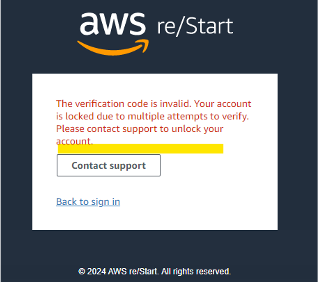 aws re/Start
The verification code is invalid. Your account
is locked due to multiple attempts to verify.
Please contact support to unlock your
account.
Contact support
Back to sign in
© 2024 AWS re/Start. All rights reserved.